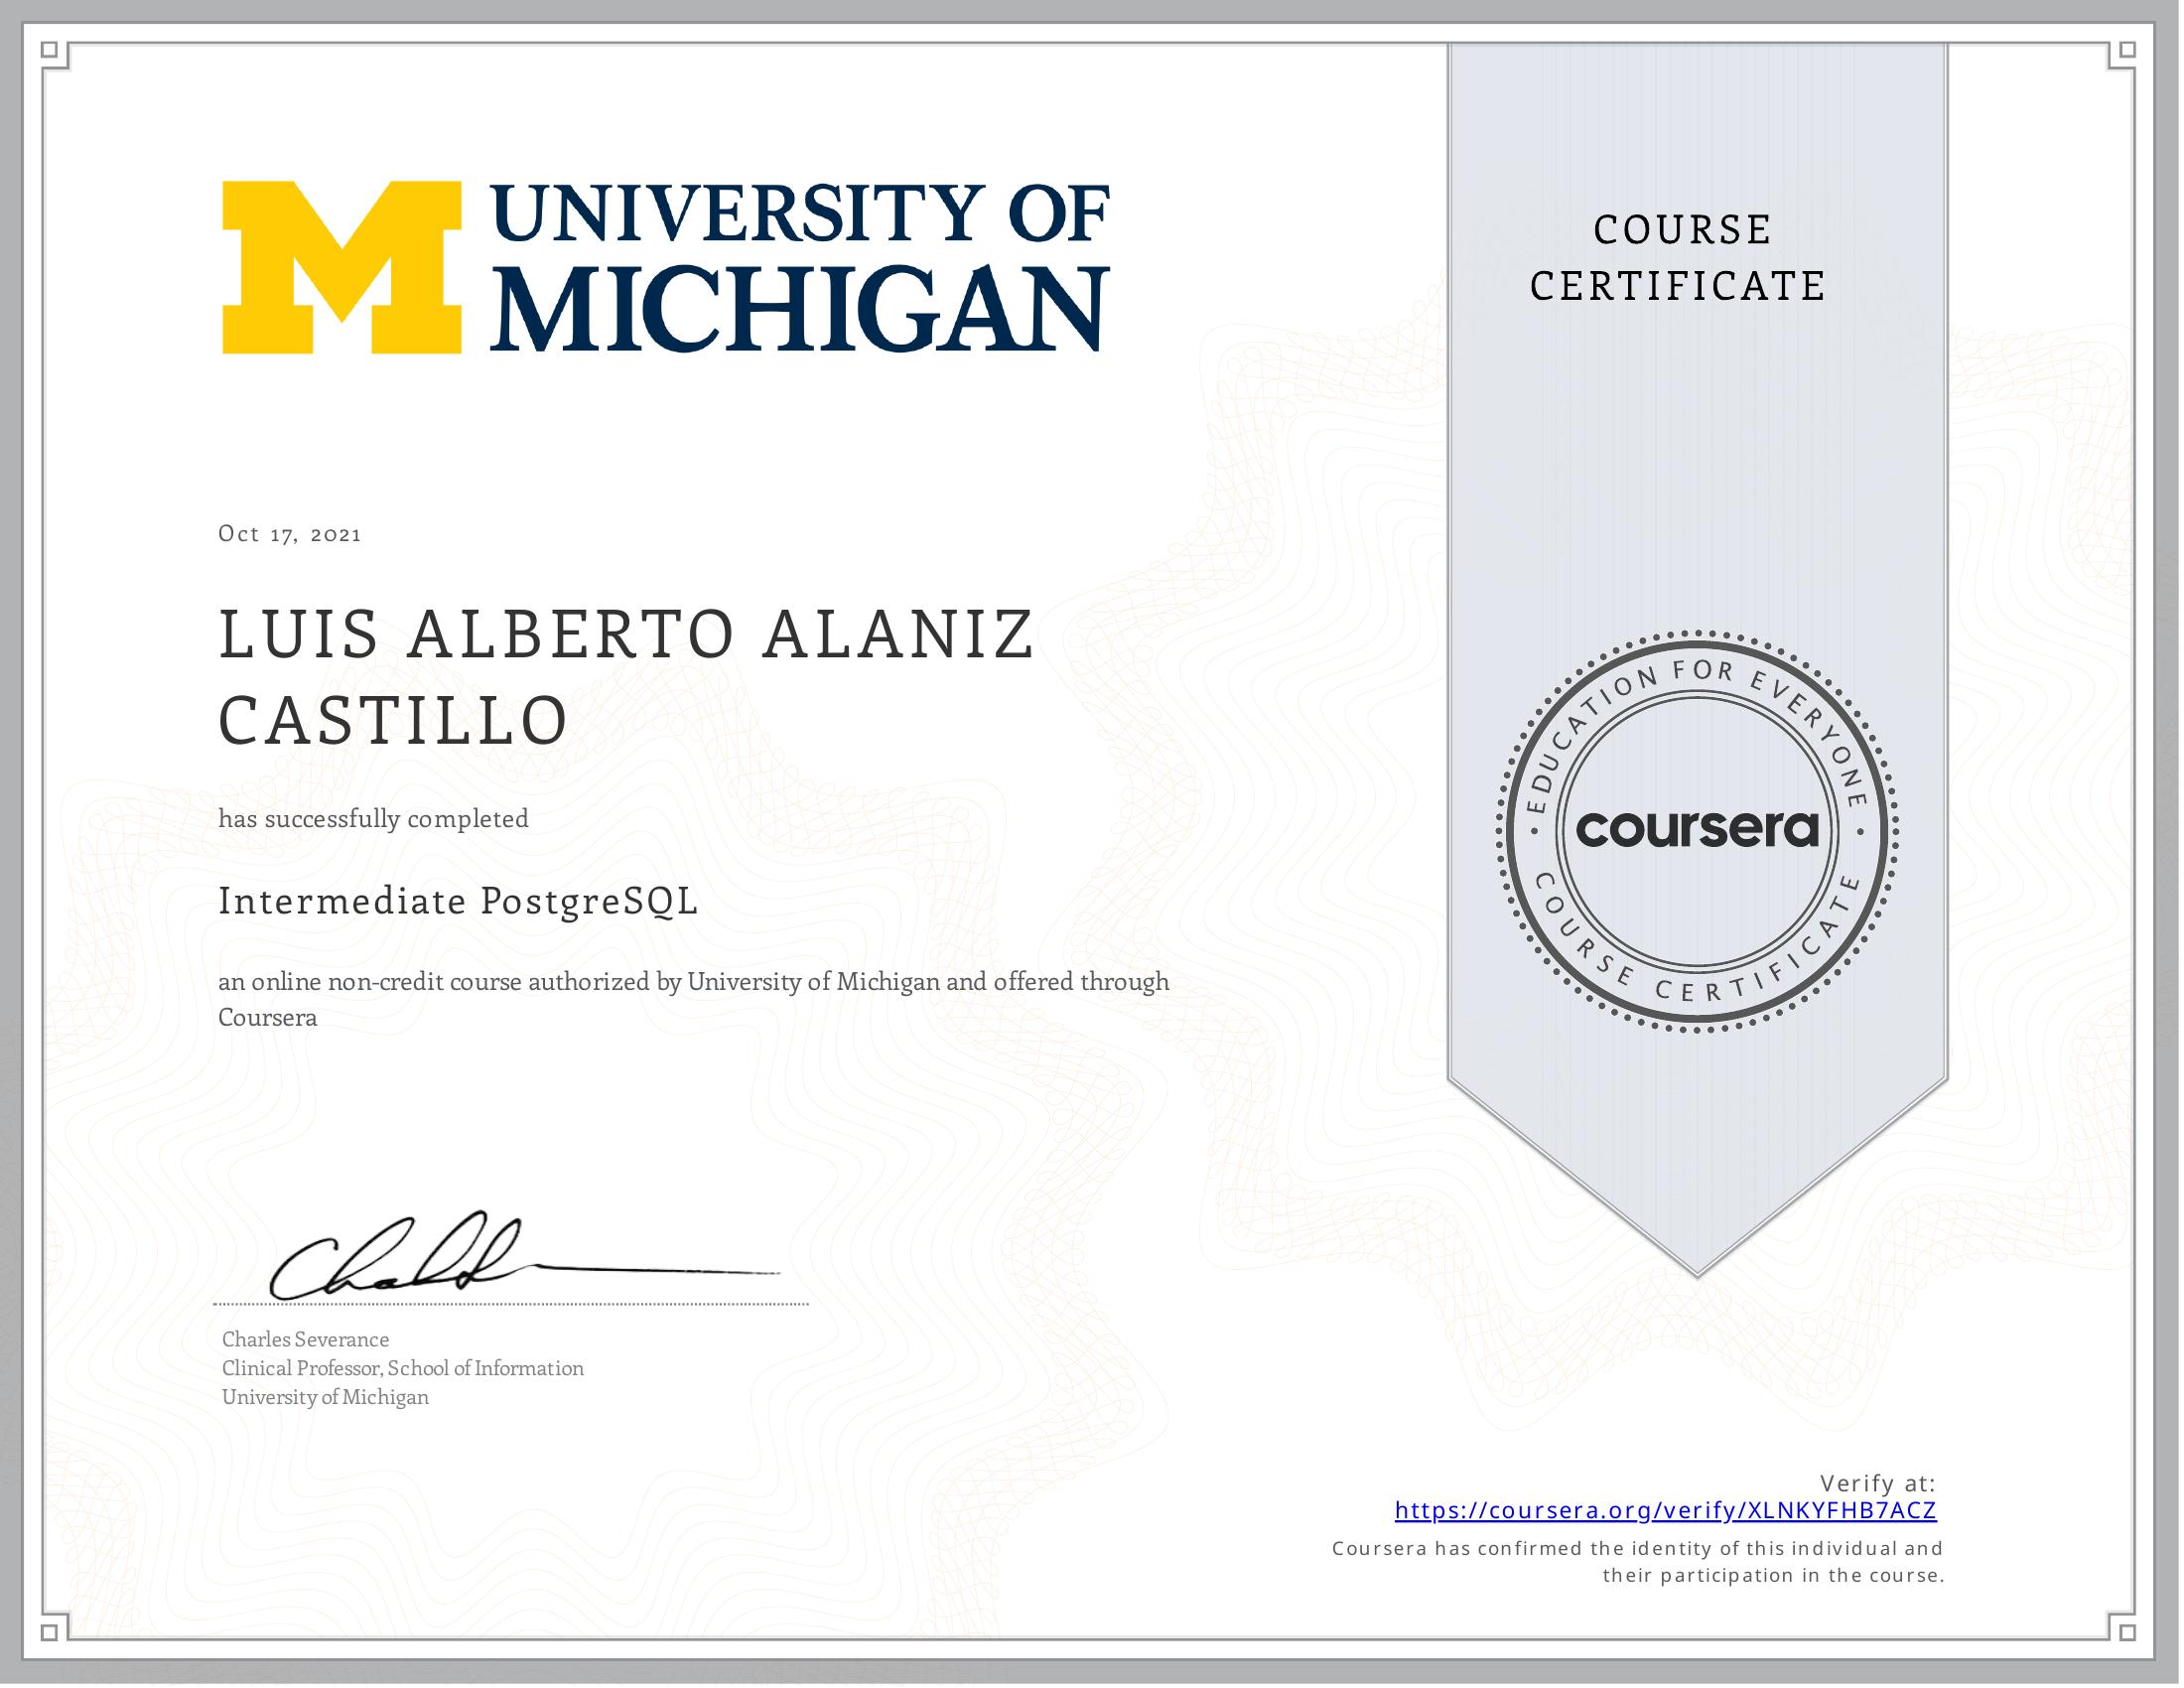 UNIVERSITY OF
MICHIGAN
COURSE
CERTIFICATE
Oct 17, 2021
LUIS ALBERTO ALANIZ
CASTILLO
has successfully completed
Intermediate PostgreSQL
an online non-credit course authorized by University of Michigan and offered through
Coursera
EDUCATION FOR EVERYONE
coursera
COURSE CERTIFICATE
Charles Severance
Clinical Professor, School of Information
University of Michigan
Verify at:
https://coursera.org/verify/XLNKYFHB7ACZ
Coursera has confirmed the identity of this individual and
their participation in the course.